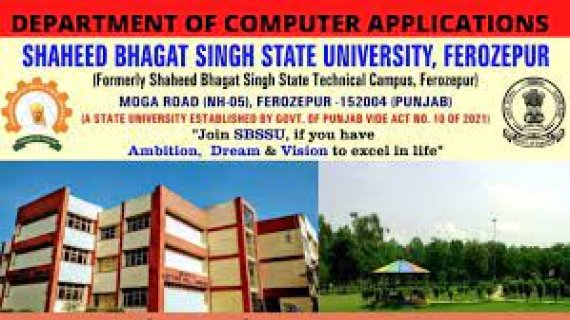 DEPARTMENT OF COMPUTER APPLICATIONS
SHAHEED BHAGAT SINGH STATE UNIVERSITY, FEROZEPUR
(Formerly Shaheed Bhagat Singh State Technical Campus, Ferozepur)
MOGA ROAD (NH-05), FEROZEPUR -152004 (PUNJAB)
(A STATE UNIVERSITY ESTABLISHED BY GOVT. OF PUNJAB VIDE ACT NO. 10 OF 2021)
"Join SBSSU, if you have
Ambition, Dream & Vision to excel in life"